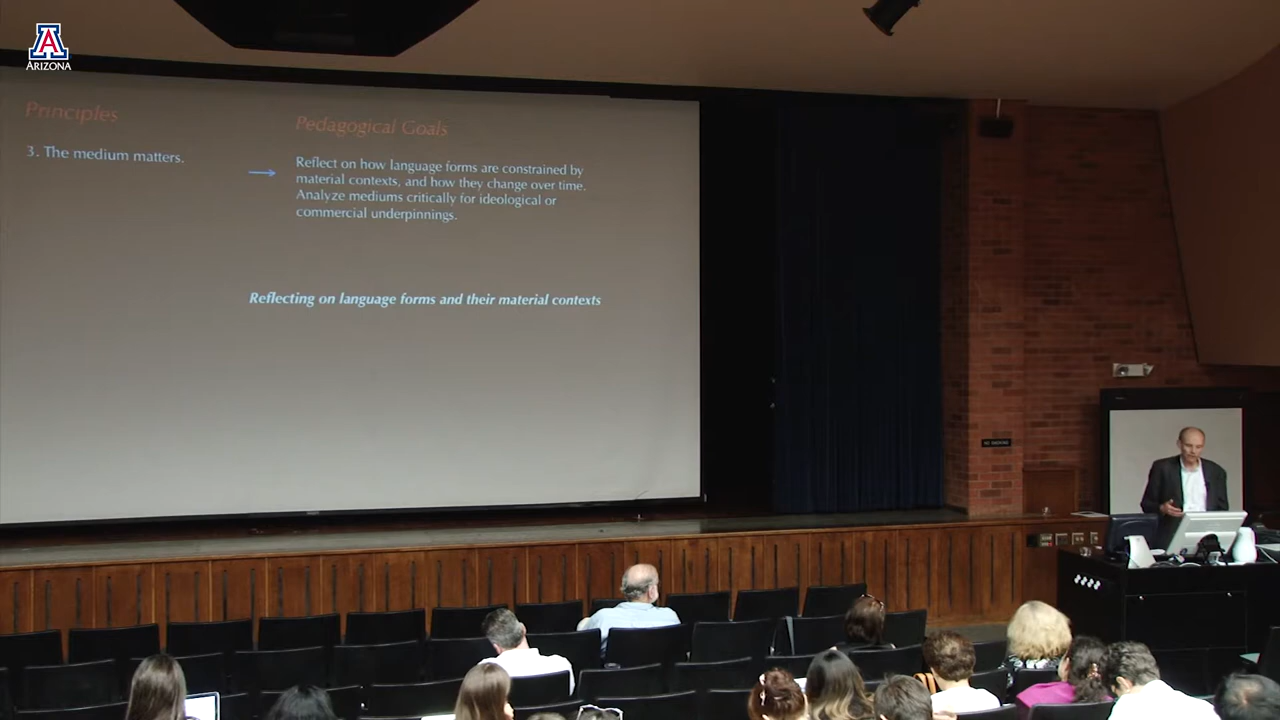 A
ARIZONA
Principles
Pedagogical Goals
3. The medium matters.
Reflect on how language forms are constrained by
material contexts, and how they change over time.
Analyze mediums critically for ideological or
commercial underpinnings.
Reflecting on language forms and their material contexts
NO SMOKING